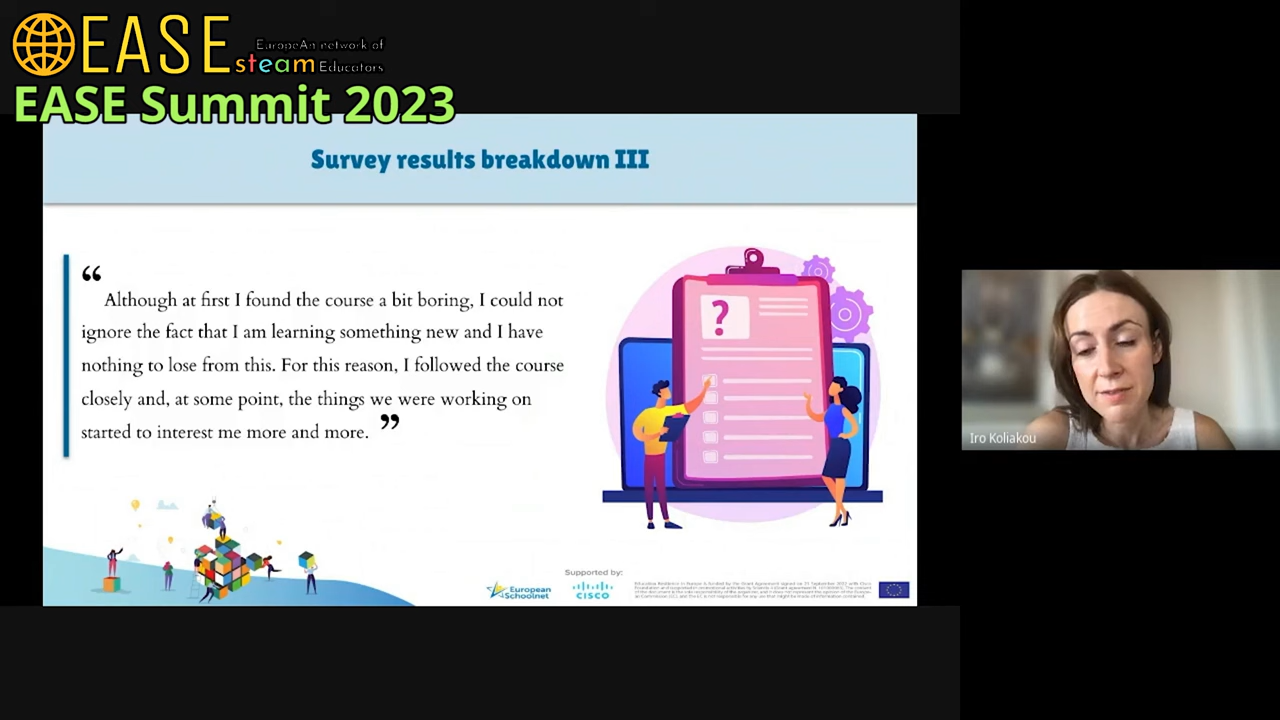 EASE
EuropeAn network of
steam Educators
EASE Summit 2023
Survey results breakdown III
“
Although at first I found the course a bit boring, I could not
ignore the fact that I am learning something new and I have
nothing to lose from this. For this reason, I followed the course
closely and, at some point, the things we were working on
started to interest me more and more. ”
?
Iro Koliakou
Supported by:
European
Schoolnet
CISCO